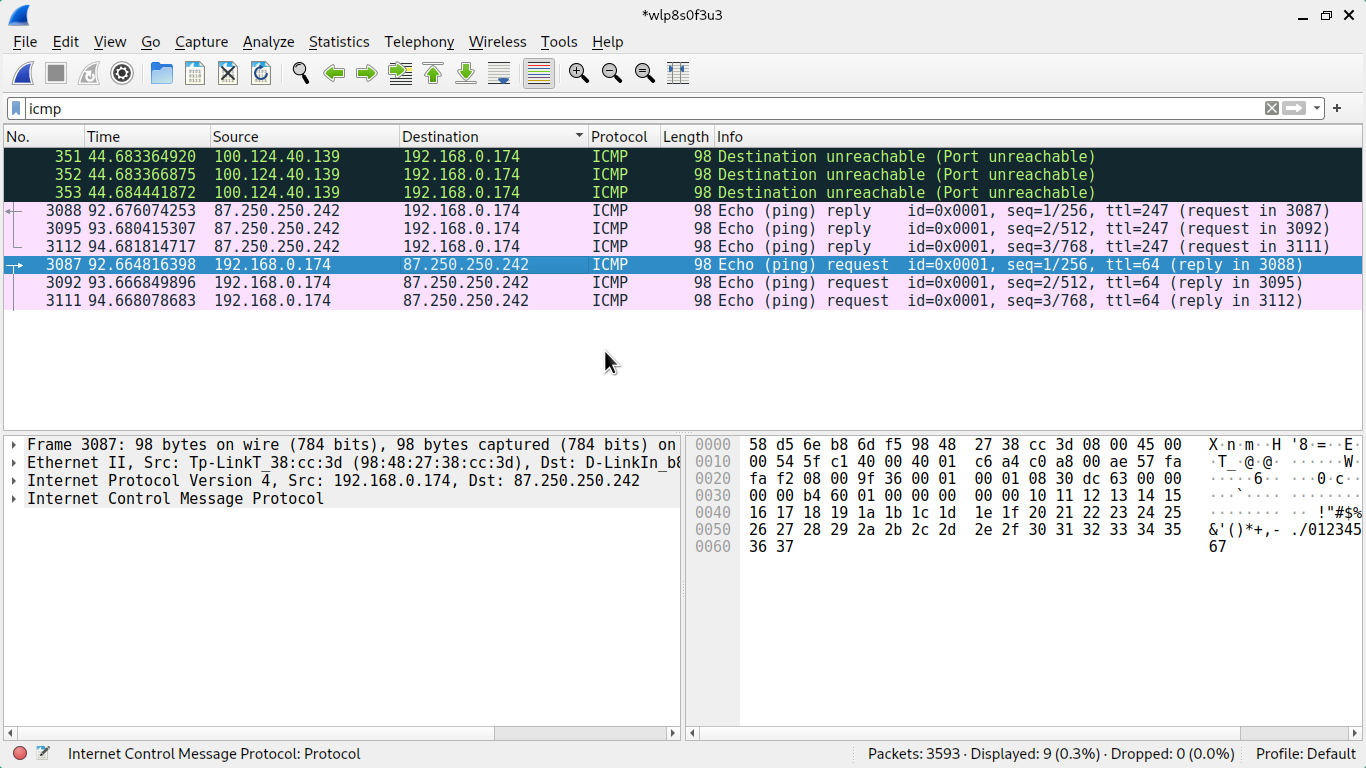 *wlp8s0f3u3
File Edit View Go Capture Analyze Statistics Telephony Wireless Tools Help
icmp
No. Time Source Destination Protocol Length Info
351 44.683364920 100.124.40.139 192.168.0.174 ICMP 98 Destination unreachable (Port unreachable)
352 44.683366875 100.124.40.139 192.168.0.174 ICMP 98 Destination unreachable (Port unreachable)
353 44.684441872 100.124.40.139 192.168.0.174 ICMP 98 Destination unreachable (Port unreachable)
3088 92.676074253 87.250.250.242 192.168.0.174 ICMP 98 Echo (ping) reply id=0x0001, seq=1/256, ttl=247 (request in 3087)
3095 93.680415307 87.250.250.242 192.168.0.174 ICMP 98 Echo (ping) reply id=0x0001, seq=2/512, ttl=247 (request in 3092)
3112 94.681814717 87.250.250.242 192.168.0.174 ICMP 98 Echo (ping) reply id=0x0001, seq=3/768, ttl=247 (request in 3111)
3087 92.664816398 192.168.0.174 87.250.250.242 ICMP 98 Echo (ping) request id=0x0001, seq=1/256, ttl=64 (reply in 3088)
3092 93.666849896 192.168.0.174 87.250.250.242 ICMP 98 Echo (ping) request id=0x0001, seq=2/512, ttl=64 (reply in 3095)
3111 94.668078683 192.168.0.174 87.250.250.242 ICMP 98 Echo (ping) request id=0x0001, seq=3/768, ttl=64 (reply in 3112)
Frame 3087: 98 bytes on wire (784 bits), 98 bytes captured (784 bits) on
Ethernet II, Src: Tp-LinkT_38:cc:3d (98:48:27:38:cc:3d), Dst: D-LinkIn_b8
Internet Protocol Version 4, Src: 192.168.0.174, Dst: 87.250.250.242
Internet Control Message Protocol
0000 58 d5 6e b8 6d f5 98 48 27 38 cc 3d 08 00 45 00 X·n·m··H '8·=··E·
0010 00 54 5f c1 40 00 40 01 c6 a4 c0 a8 00 ae 57 fa ·T_·@·@· ······W·
0020 fa f2 08 00 9f 36 00 01 00 01 08 30 dc 63 00 00 ·····6·· ···0·c··
0030 00 00 b4 60 01 00 00 00 00 00 10 11 12 13 14 15 ···`···· ········
0040 16 17 18 19 1a 1b 1c 1d 1e 1f 20 21 22 23 24 25 ········ ·· !"#$%
0050 26 27 28 29 2a 2b 2c 2d 2e 2f 30 31 32 33 34 35 &'()*+,- ./012345
0060 36 37 67
Internet Control Message Protocol: Protocol
Packets: 3593 · Displayed: 9 (0.3%) · Dropped: 0 (0.0%)
Profile: Default